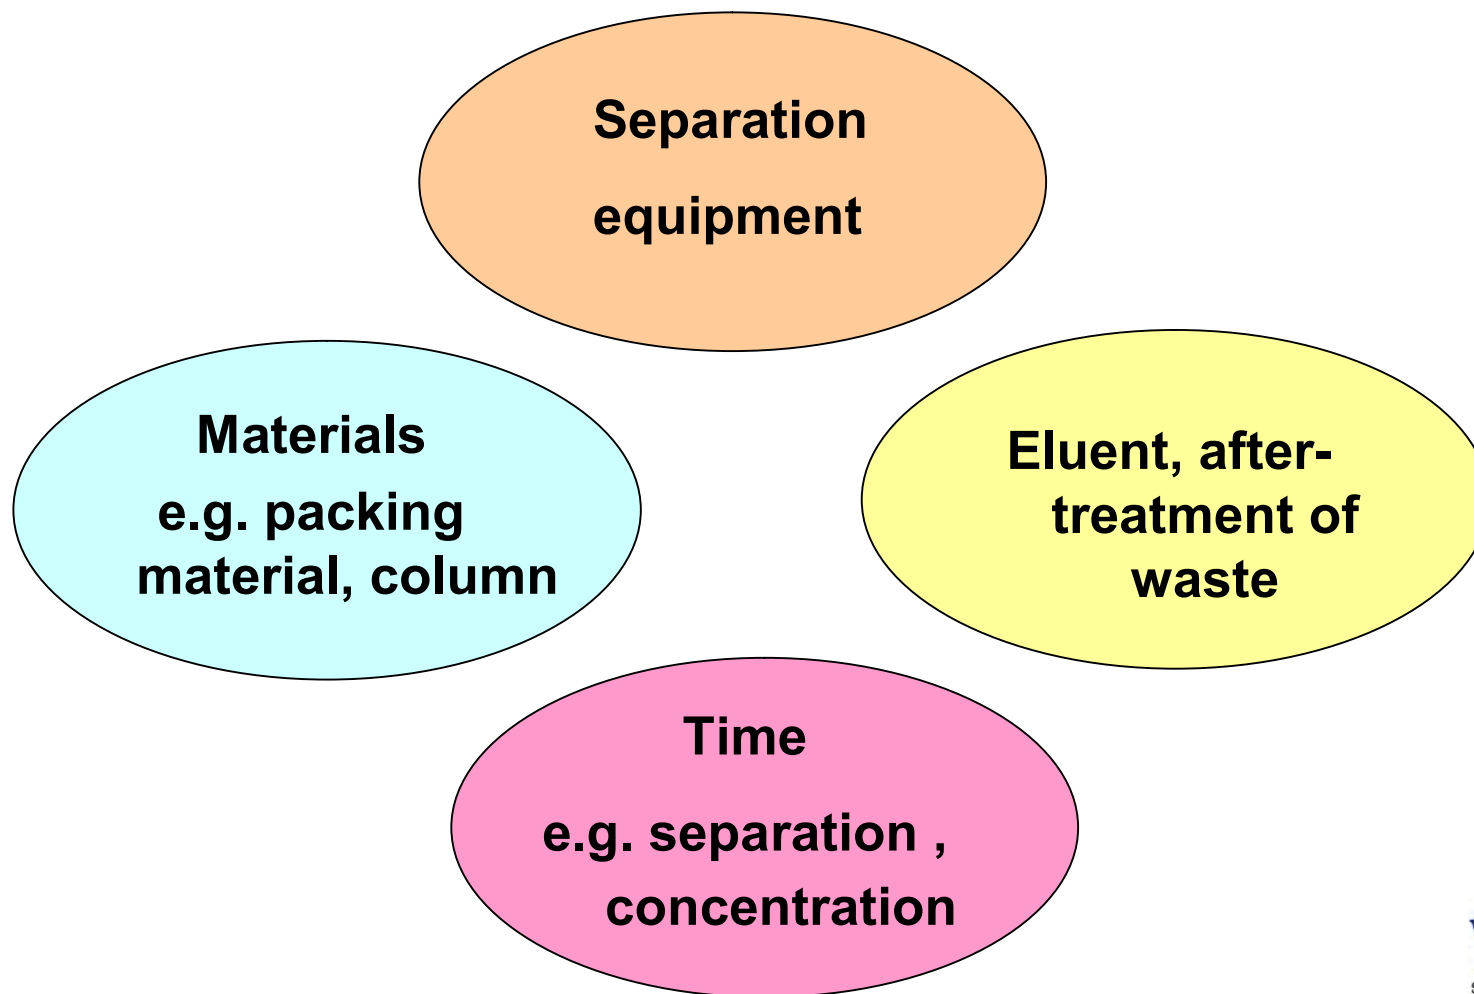 Separation
equipment
Materials
e.g. packing
material, column
Eluent, after-
treatment of
waste
Time
e.g. separation ,
concentration